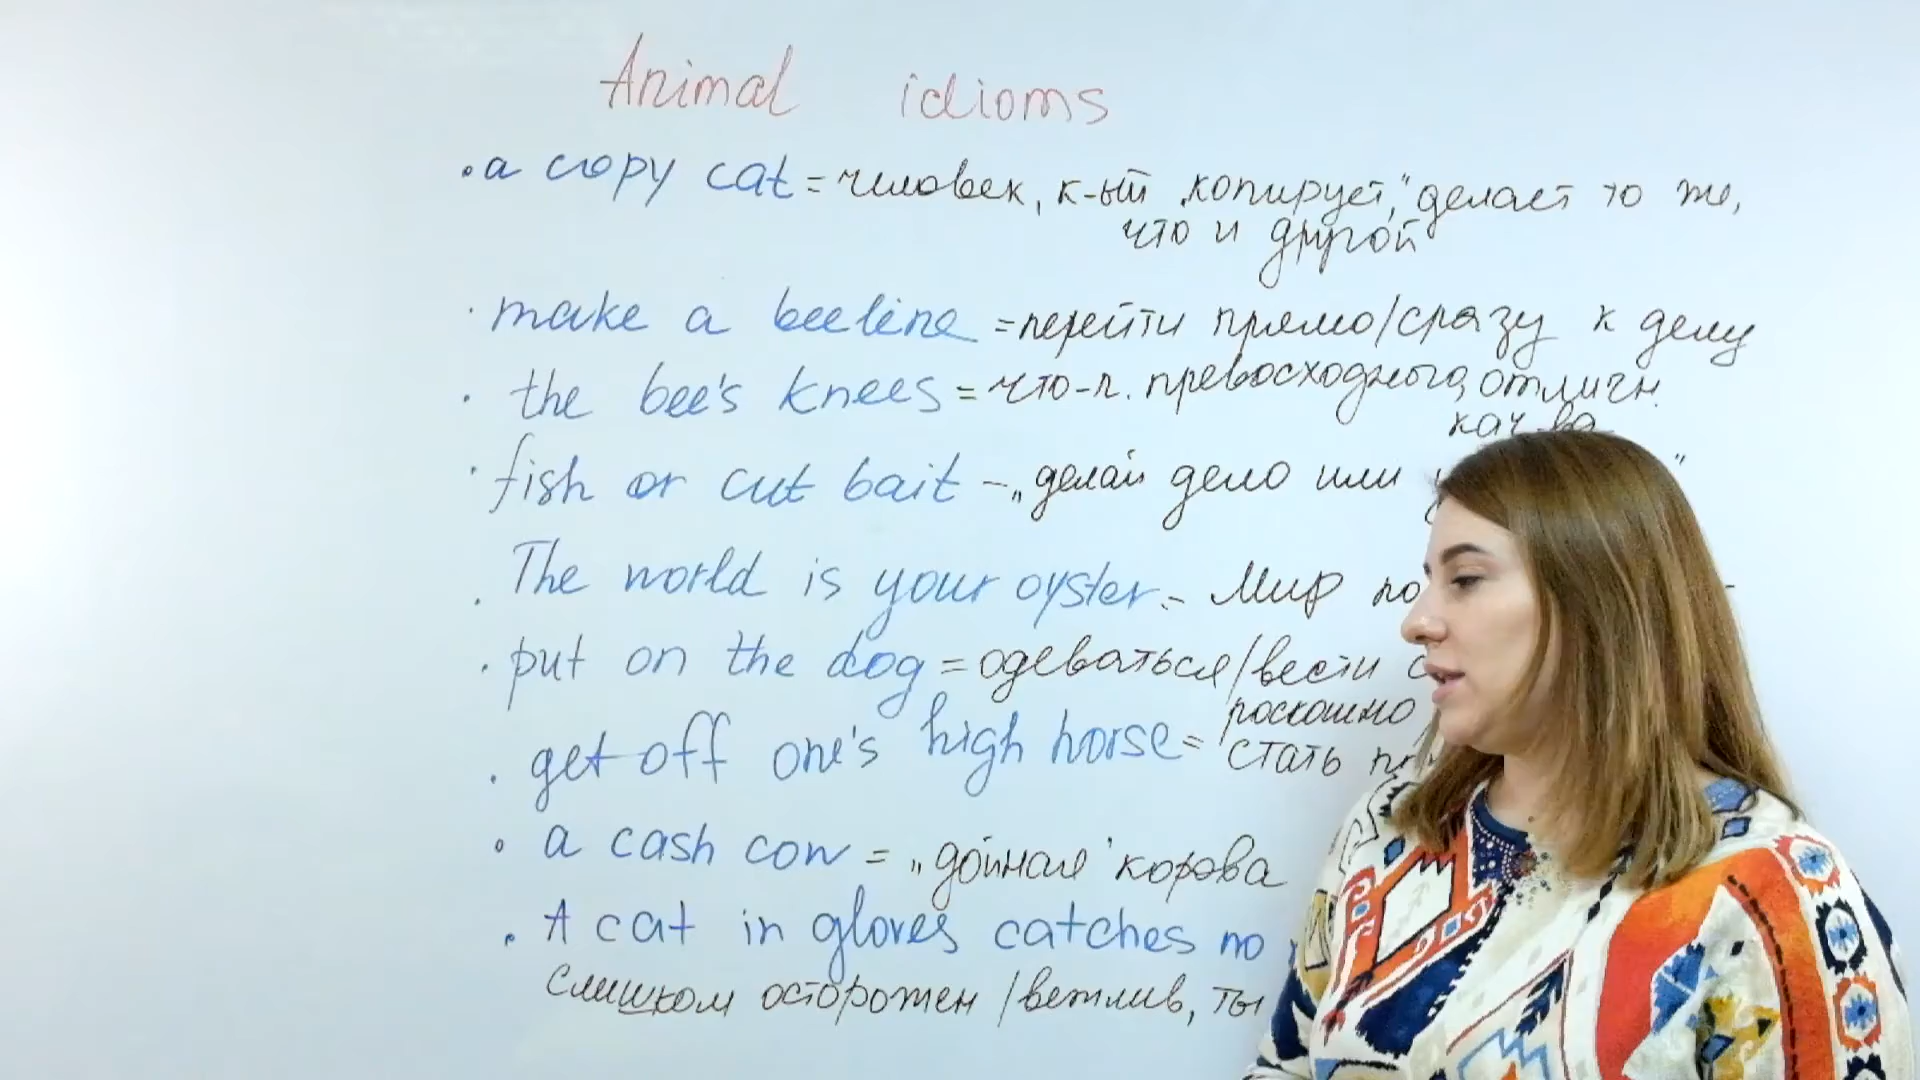 Animal idioms
• a copy cat = человек, к-ый „копирует," делает то же,
что и другой
• make a beeline = перейти прямо/сразу к делу
• the bee's knees = что-л. превосходного, отличн.
кач-ва
• fish or cut bait – „делай дело или "
• The world is your oyster. – Мир
• put on the dog = одеваться/вести
роскошно
• get off one's high horse = стать
• a cash cow = „дойная" корова
• A cat in gloves catches no
слишком осторожен /вежлив, ты